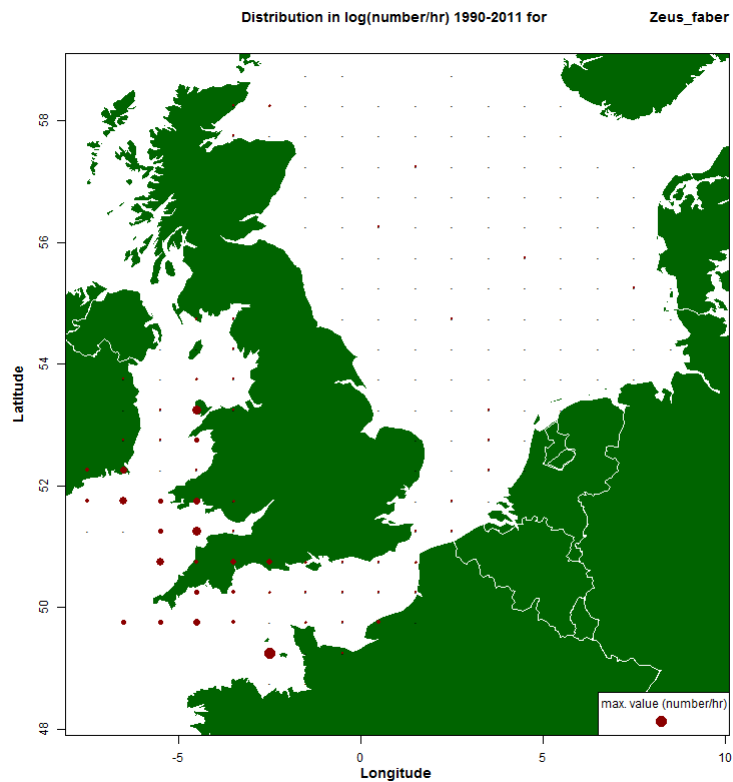 Distribution in log(number/hr) 1990-2011 for Zeus_faber
58
56
54
52
50
48
Latitude
max. value (number/hr)
-5 0 5 10
Longitude